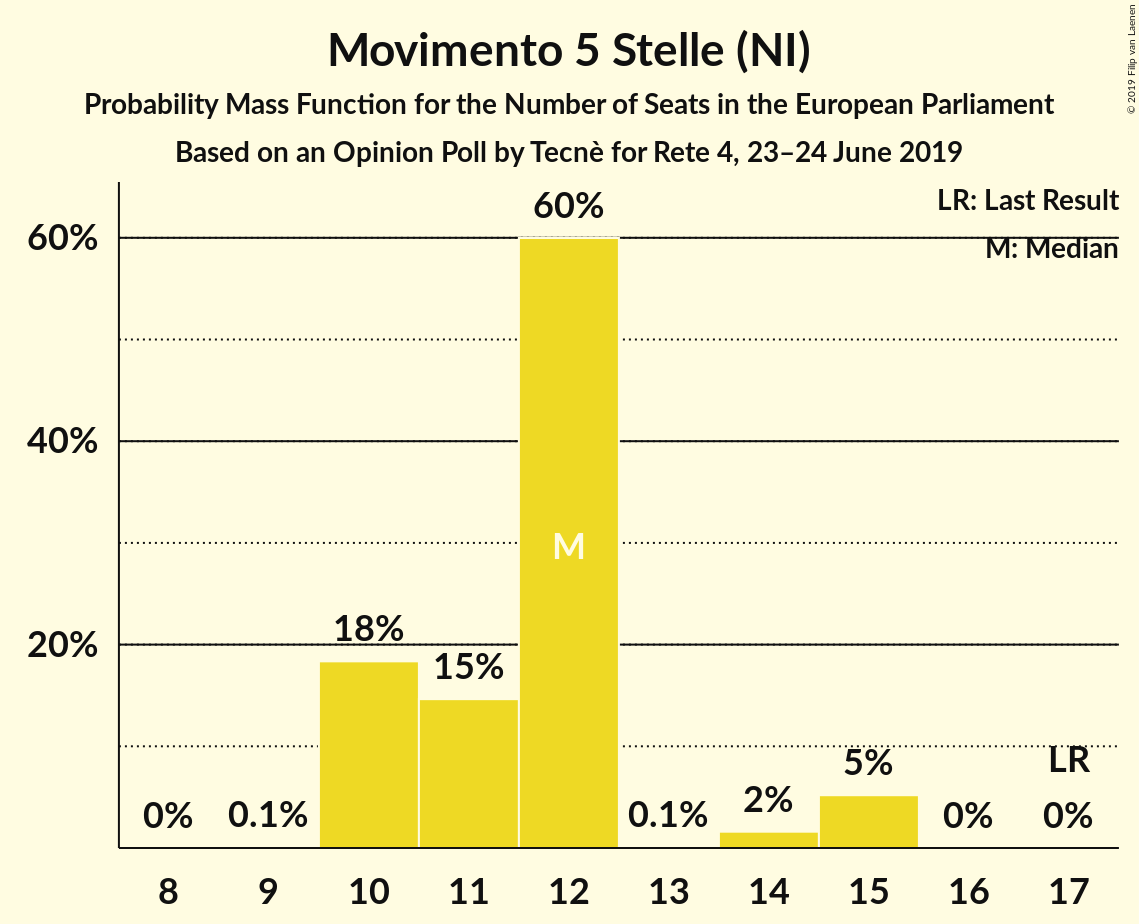 Movimento 5 Stelle (NI)
Probability Mass Function for the Number of Seats in the European Parliament
Based on an Opinion Poll by Tecnè for Rete 4, 23–24 June 2019
© 2019 Filip van Laenen
LR: Last Result
M: Median
60%
40%
20%
0%
0.1%
18%
15%
60%
M
0.1%
2%
5%
0%
LR
0%
8 9 10 11 12 13 14 15 16 17